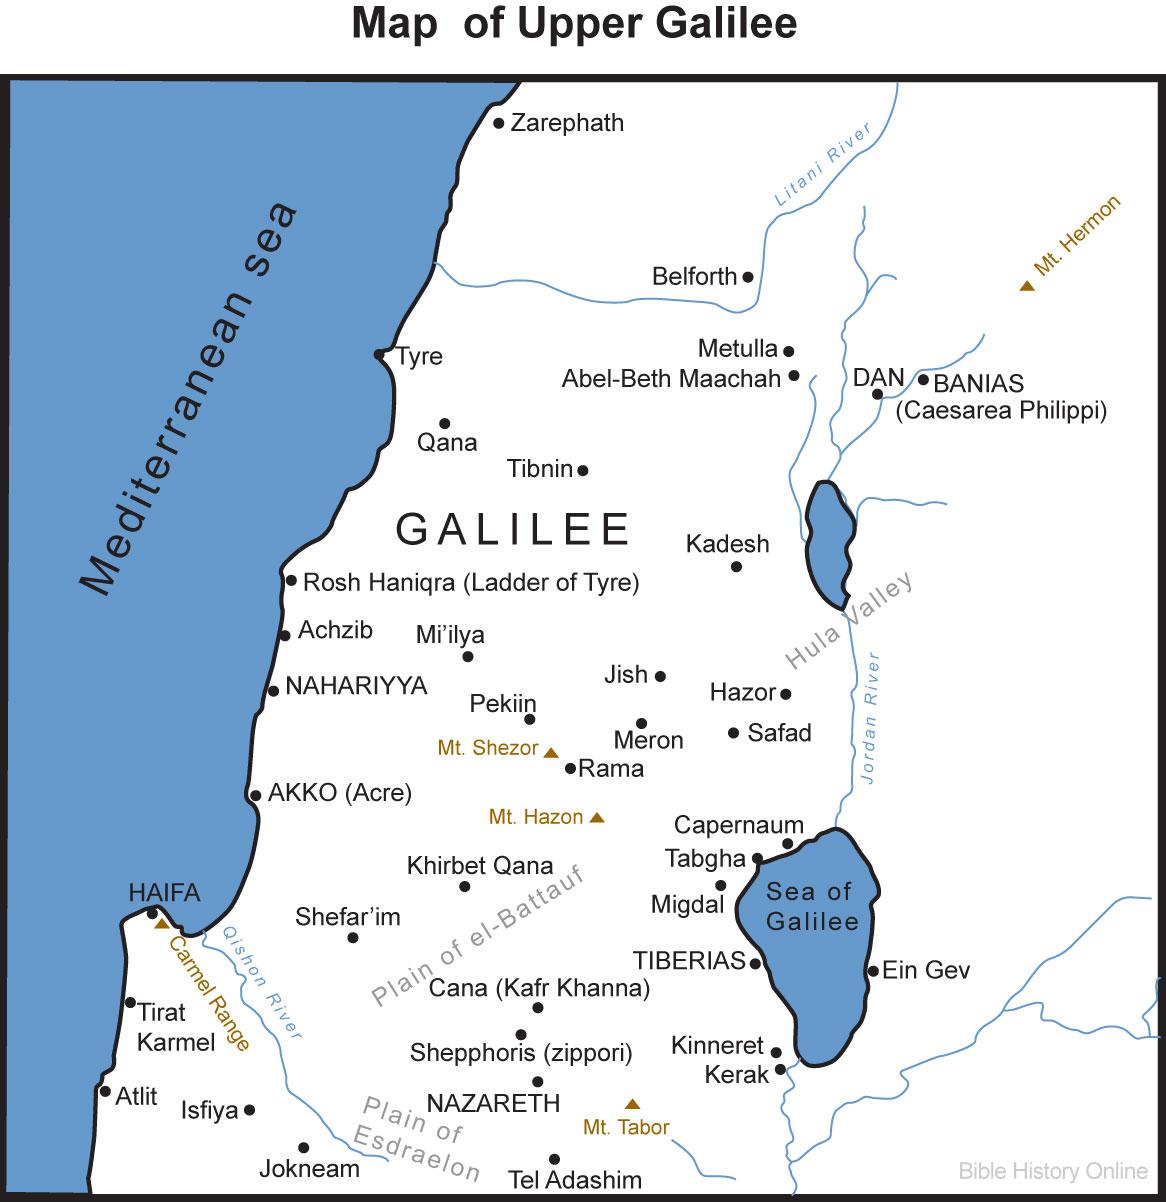 Map of Upper Galilee
Zarephath
Litani River
Mt. Hermon
Mediterranean sea
Belforth
Tyre
Metulla
Abel-Beth Maachah
DAN
BANIAS
(Caesarea Philippi)
Qana
Tibnin
GALILEE
Kadesh
Rosh Haniqra (Ladder of Tyre)
Hula Valley
Achzib
Mi’ilya
NAHARIYYA
Jish
Hazor
Jordan River
Pekiin
Meron
Safad
Mt. Shezor
Rama
AKKO (Acre)
Mt. Hazon
Capernaum
Tabgha
Khirbet Qana
Migdal
Sea of
Galilee
HAIFA
Shefar’im
Plain of el-Battauf
Qishon River
Carmel Range
TIBERIAS
Ein Gev
Cana (Kafr Khanna)
Tirat
Karmel
Shepphoris (zippori)
Kinneret
Kerak
Atlit
Isfiya
NAZARETH
Mt. Tabor
Plain of
Esdraelon
Jokneam
Tel Adashim
Bible History Online